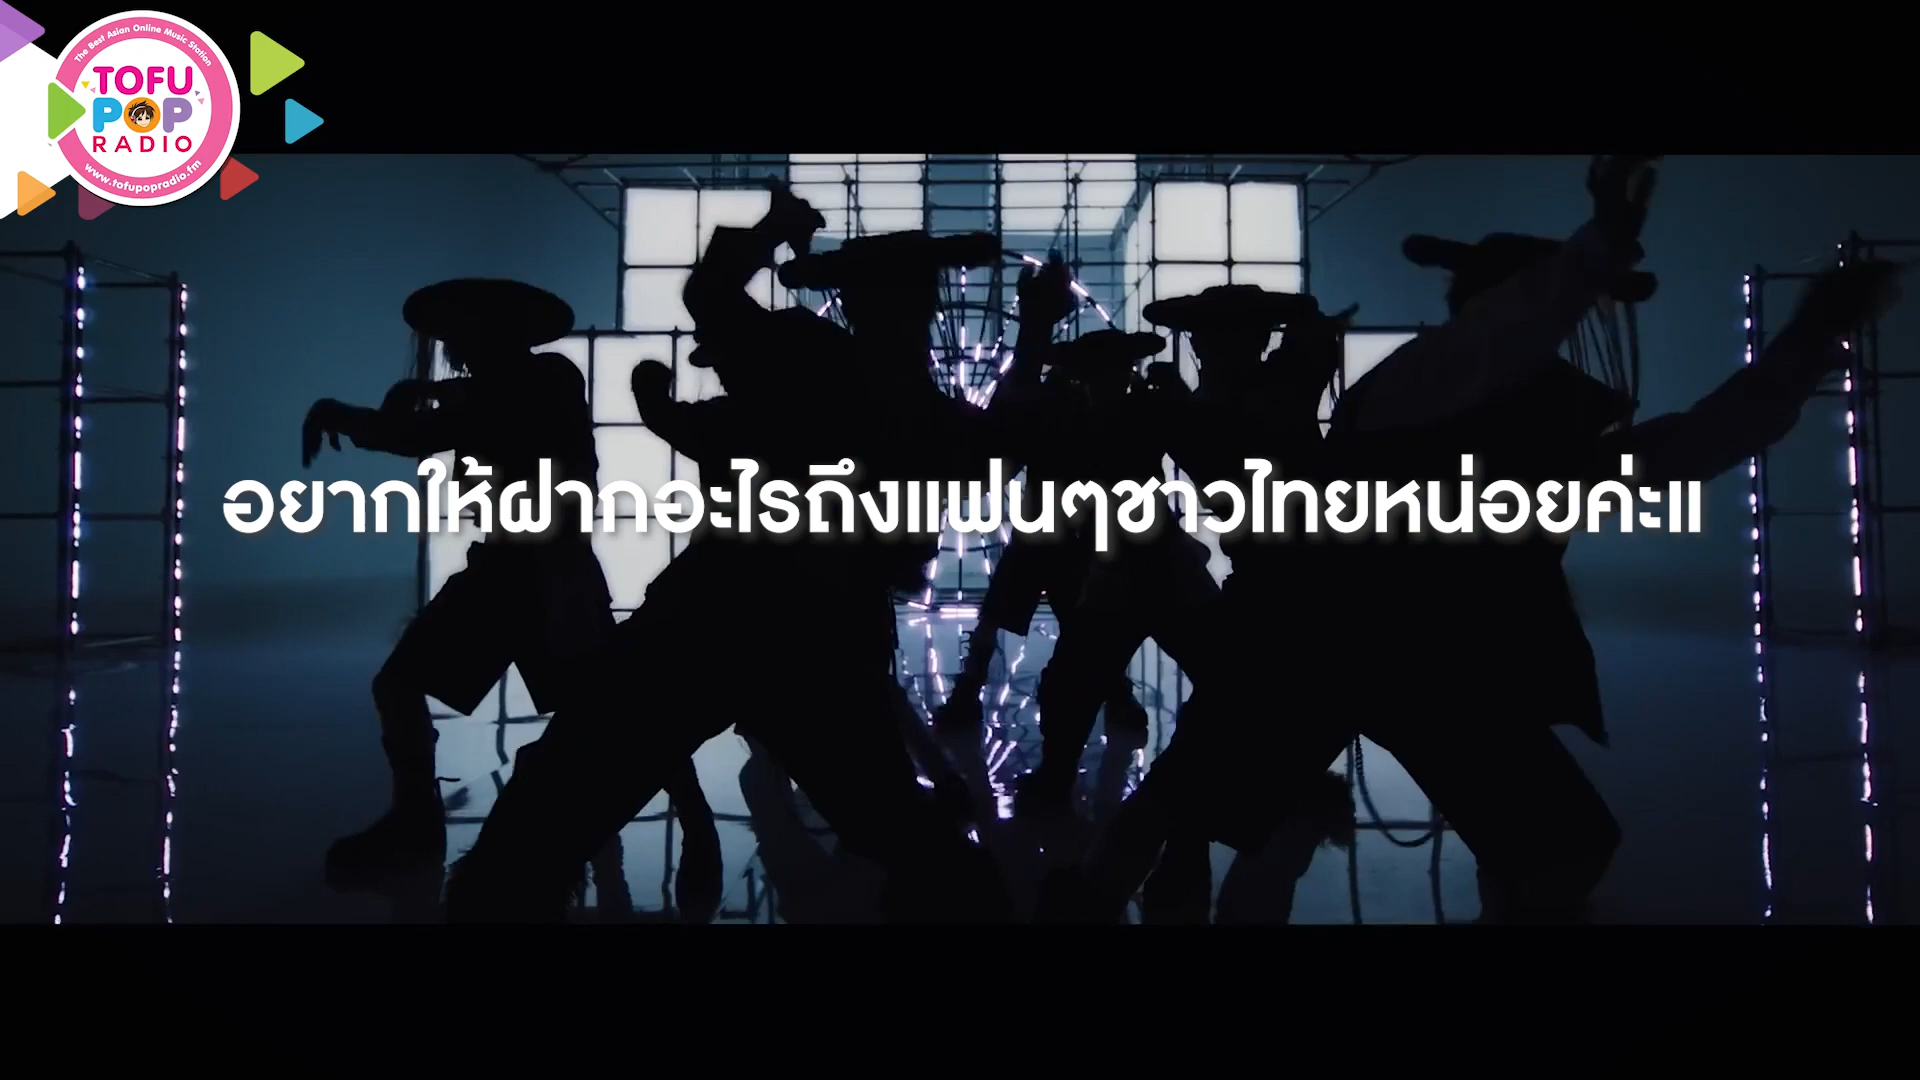 The Best Asian Online Music Station
TOFU
POP
RADIO
www.tofupopradio.fm
อยากให้ฝากอะไรถึงแฟนๆชาวไทยหน่อยค่ะแ